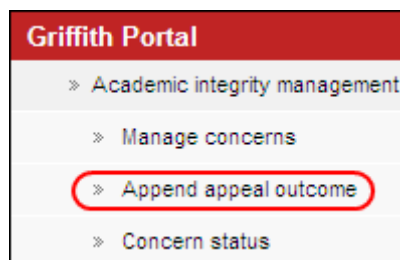 Griffith Portal
» Academic integrity management
» Manage concerns
» Append appeal outcome
» Concern status